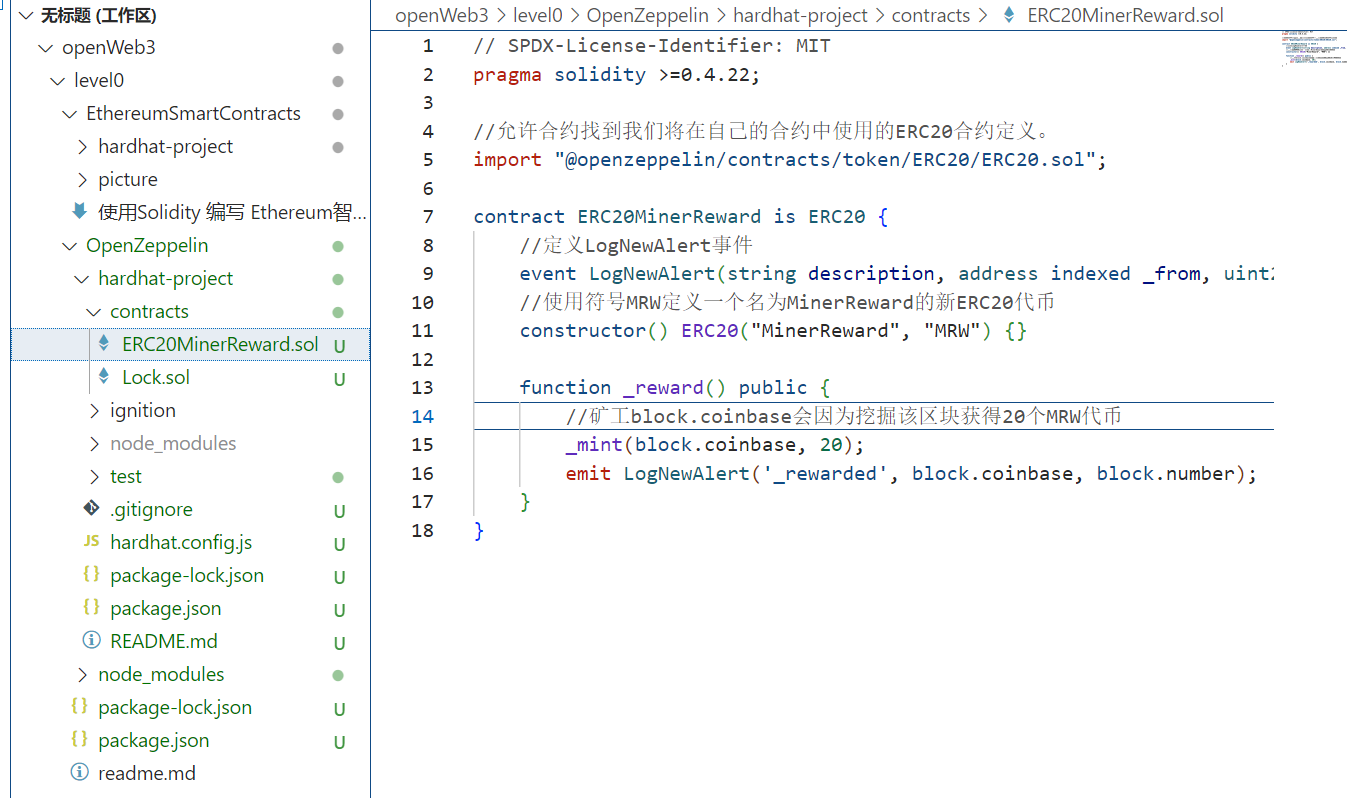 无标题 (工作区)
openWeb3
level0
EthereumSmartContracts
hardhat-project
picture
使用Solidity 编写 Ethereum智...
OpenZeppelin
hardhat-project
contracts
ERC20MinerReward.sol U
Lock.sol U
ignition
node_modules
test
.gitignore U
JS hardhat.config.js U
{} package-lock.json U
{} package.json U
README.md U
node_modules
{} package-lock.json U
{} package.json U
readme.md
openWeb3 > level0 > OpenZeppelin > hardhat-project > contracts > ERC20MinerReward.sol
1 // SPDX-License-Identifier: MIT
2 pragma solidity >=0.4.22;
3
4 //允许合约找到我们将在自己的合约中使用的ERC20合约定义。
5 import "@openzeppelin/contracts/token/ERC20/ERC20.sol";
6
7 contract ERC20MinerReward is ERC20 {
8 //定义LogNewAlert事件
9 event LogNewAlert(string description, address indexed _from, uint2
10 //使用符号MRW定义一个名为MinerReward的新ERC20代币
11 constructor() ERC20("MinerReward", "MRW") {}
12
13 function _reward() public {
14 //矿工block.coinbase会因为挖掘该区块获得20个MRW代币
15 _mint(block.coinbase, 20);
16 emit LogNewAlert('_rewarded', block.coinbase, block.number);
17 }
18 }